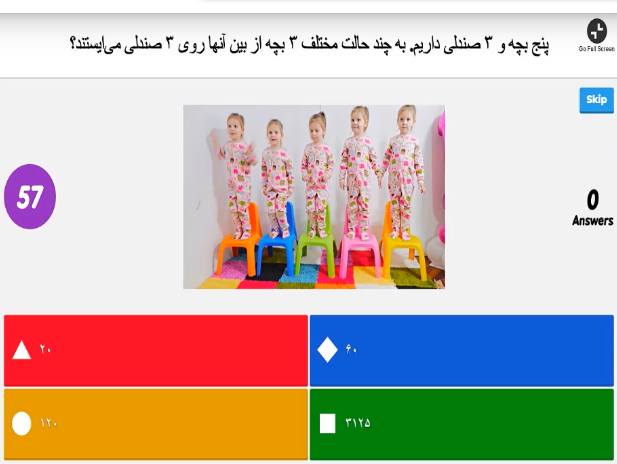 Go Full Screen
پنج بچه و ۳ صندلی داریم. به چند حالت مختلف ۳ بچه از بین آنها روی ۳ صندلی می‌ایستند؟
Skip
57
0
Answers
۲۰
۶۰
۱۲۰
۳۱۲۵